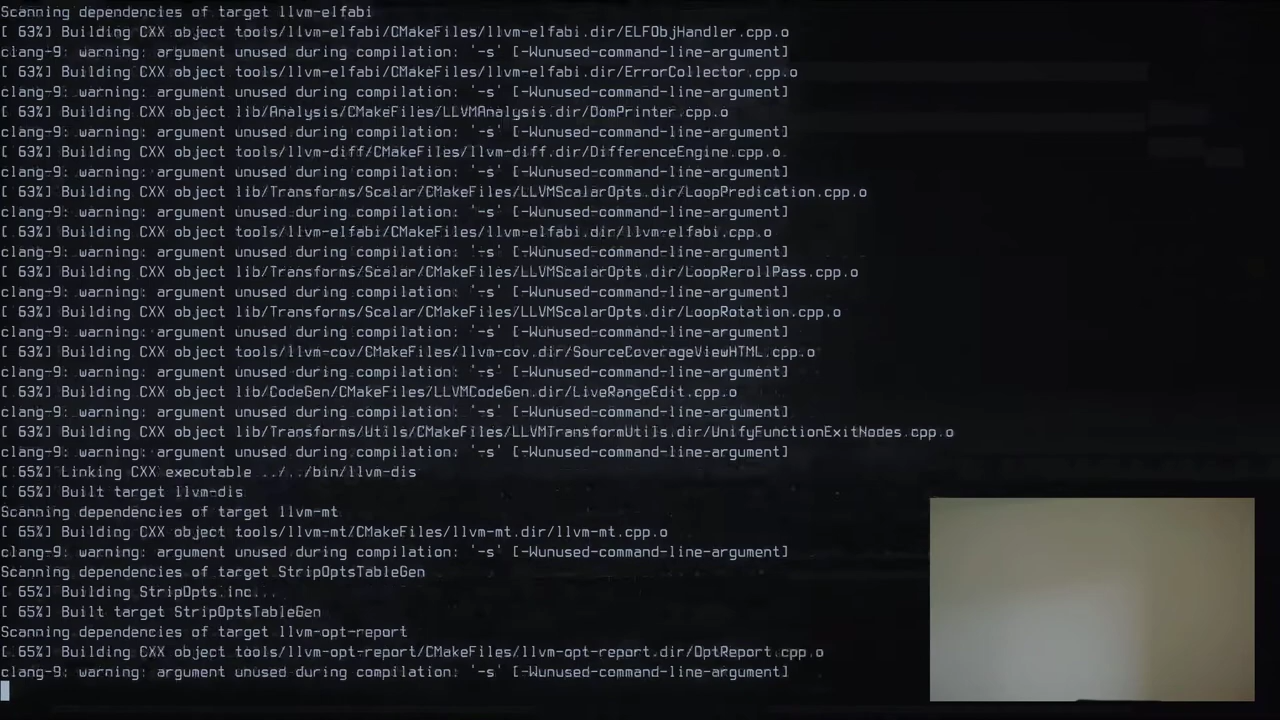 Scanning dependencies of target llvm-elfabi
[ 63%] Building CXX object tools/llvm-elfabi/CMakeFiles/llvm-elfabi.dir/ELFObjHandler.cpp.o
clang-9: warning: argument unused during compilation: '-s' [-Wunused-command-line-argument]
[ 63%] Building CXX object tools/llvm-elfabi/CMakeFiles/llvm-elfabi.dir/ErrorCollector.cpp.o
clang-9: warning: argument unused during compilation: '-s' [-Wunused-command-line-argument]
[ 63%] Building CXX object lib/Analysis/CMakeFiles/LLVMAnalysis.dir/DomPrinter.cpp.o
clang-9: warning: argument unused during compilation: '-s' [-Wunused-command-line-argument]
[ 63%] Building CXX object tools/llvm-diff/CMakeFiles/llvm-diff.dir/DifferenceEngine.cpp.o
clang-9: warning: argument unused during compilation: '-s' [-Wunused-command-line-argument]
[ 63%] Building CXX object lib/Transforms/Scalar/CMakeFiles/LLVMScalarOpts.dir/LoopPredication.cpp.o
clang-9: warning: argument unused during compilation: '-s' [-Wunused-command-line-argument]
[ 63%] Building CXX object tools/llvm-elfabi/CMakeFiles/llvm-elfabi.dir/llvm-elfabi.cpp.o
clang-9: warning: argument unused during compilation: '-s' [-Wunused-command-line-argument]
[ 63%] Building CXX object lib/Transforms/Scalar/CMakeFiles/LLVMScalarOpts.dir/LoopRerollPass.cpp.o
clang-9: warning: argument unused during compilation: '-s' [-Wunused-command-line-argument]
[ 63%] Building CXX object lib/Transforms/Scalar/CMakeFiles/LLVMScalarOpts.dir/LoopRotation.cpp.o
clang-9: warning: argument unused during compilation: '-s' [-Wunused-command-line-argument]
[ 63%] Building CXX object tools/llvm-cov/CMakeFiles/llvm-cov.dir/SourceCoverageViewHTML.cpp.o
clang-9: warning: argument unused during compilation: '-s' [-Wunused-command-line-argument]
[ 63%] Building CXX object lib/CodeGen/CMakeFiles/LLVMCodeGen.dir/LiveRangeEdit.cpp.o
clang-9: warning: argument unused during compilation: '-s' [-Wunused-command-line-argument]
[ 63%] Building CXX object lib/Transforms/Utils/CMakeFiles/LLVMTransformUtils.dir/UnifyFunctionExitNodes.cpp.o
clang-9: warning: argument unused during compilation: '-s' [-Wunused-command-line-argument]
[ 65%] Linking CXX executable ../../bin/llvm-dis
[ 65%] Built target llvm-dis
Scanning dependencies of target llvm-mt
[ 65%] Building CXX object tools/llvm-mt/CMakeFiles/llvm-mt.dir/llvm-mt.cpp.o
clang-9: warning: argument unused during compilation: '-s' [-Wunused-command-line-argument]
Scanning dependencies of target StripOptsTableGen
[ 65%] Building StripOpts.inc...
[ 65%] Built target StripOptsTableGen
Scanning dependencies of target llvm-opt-report
[ 65%] Building CXX object tools/llvm-opt-report/CMakeFiles/llvm-opt-report.dir/OptReport.cpp.o
clang-9: warning: argument unused during compilation: '-s' [-Wunused-command-line-argument]